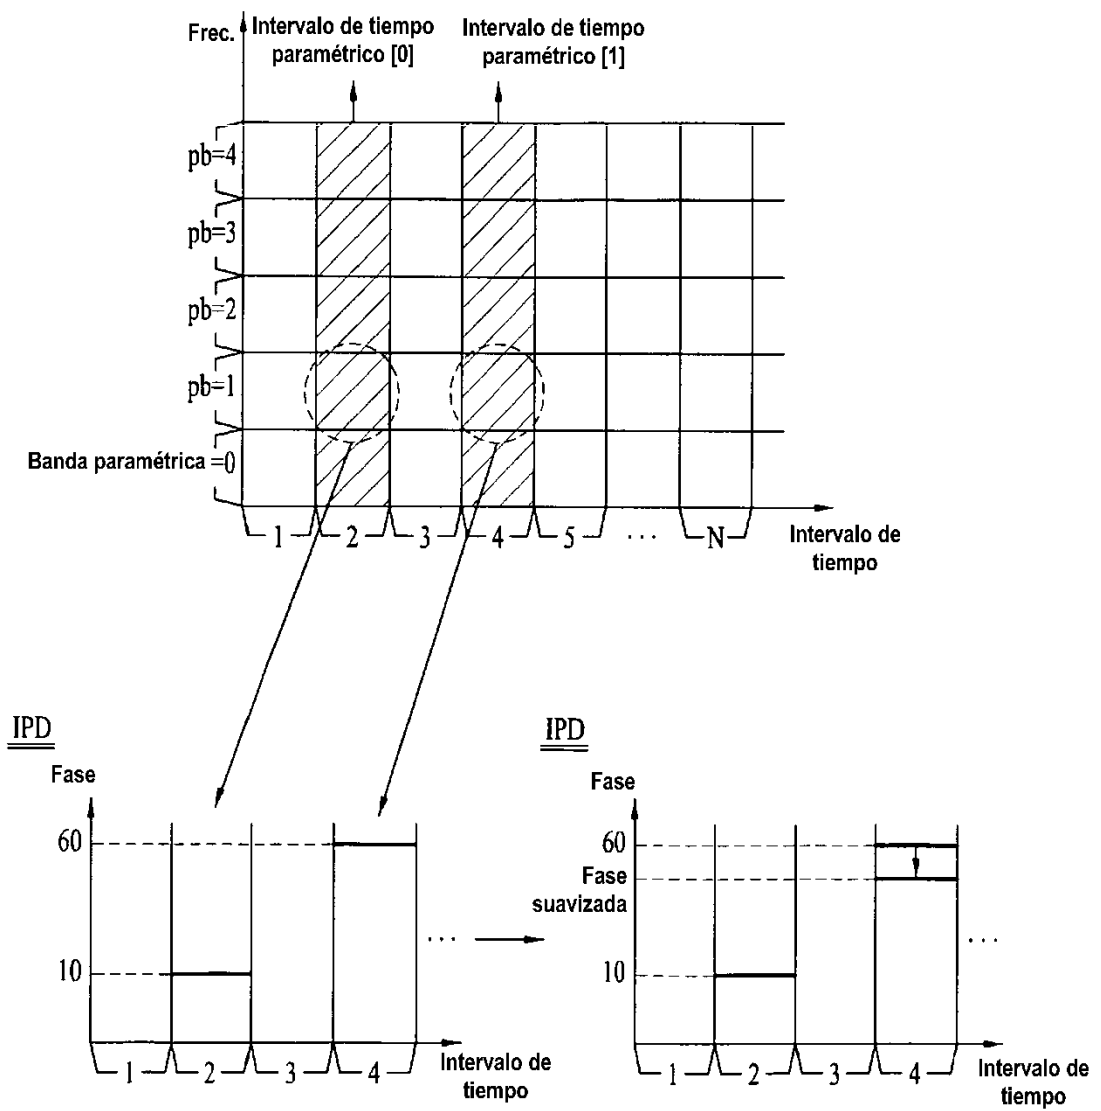 Frec.
Intervalo de tiempo
paramétrico [0]
Intervalo de tiempo
paramétrico [1]
pb=4
pb=3
pb=2
pb=1
Banda paramétrica =0
1 2 3 4 5 ... N
Intervalo de
tiempo
IPD
Fase
60
10
1 2 3 4
Intervalo de
tiempo
...
IPD
Fase
60
Fase
suavizada
10
...
1 2 3 4
Intervalo de
tiempo